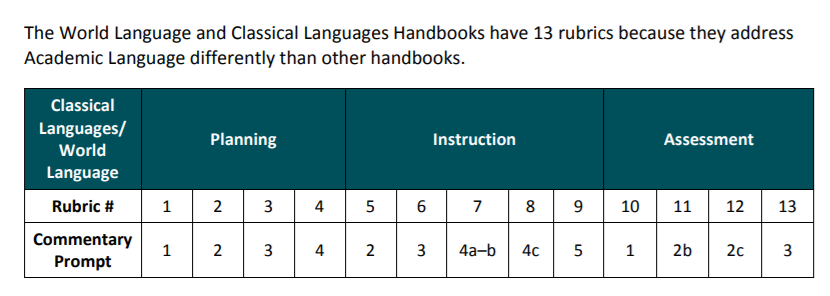 The World Language and Classical Languages Handbooks have 13 rubrics because they address
Academic Language differently than other handbooks.
Classical
Languages/
World
Language
Planning
Instruction
Assessment
Rubric # 1 2 3 4 5 6 7 8 9 10 11 12 13
Commentary
Prompt
1 2 3 4 2 3 4a–b 4c 5 1 2b 2c 3